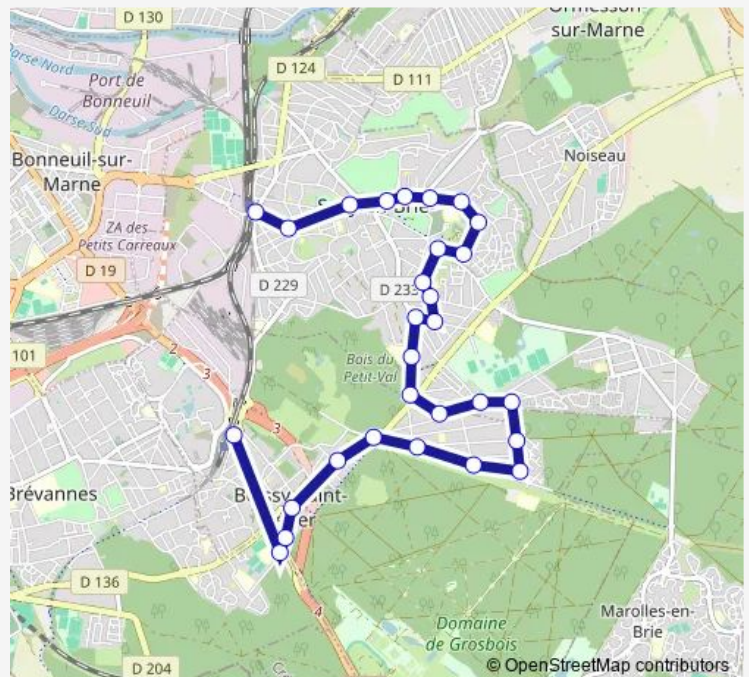 D 130
Ormesson-
sur-Marne
Darse Nord
Port de
Bonneuil
D 124
D 111
Darse Sud
Bonneuil-sur-
Marne
Noiseau
ZA des
Petits Carreaux
D 19
D 229
D 233
101
2
3
Bois du
Petit-Val
3
Brévannes
D 136
4
Marolles-en-
Brie
Domaine
de Grosbois
D 204
© OpenStreetMap contributors